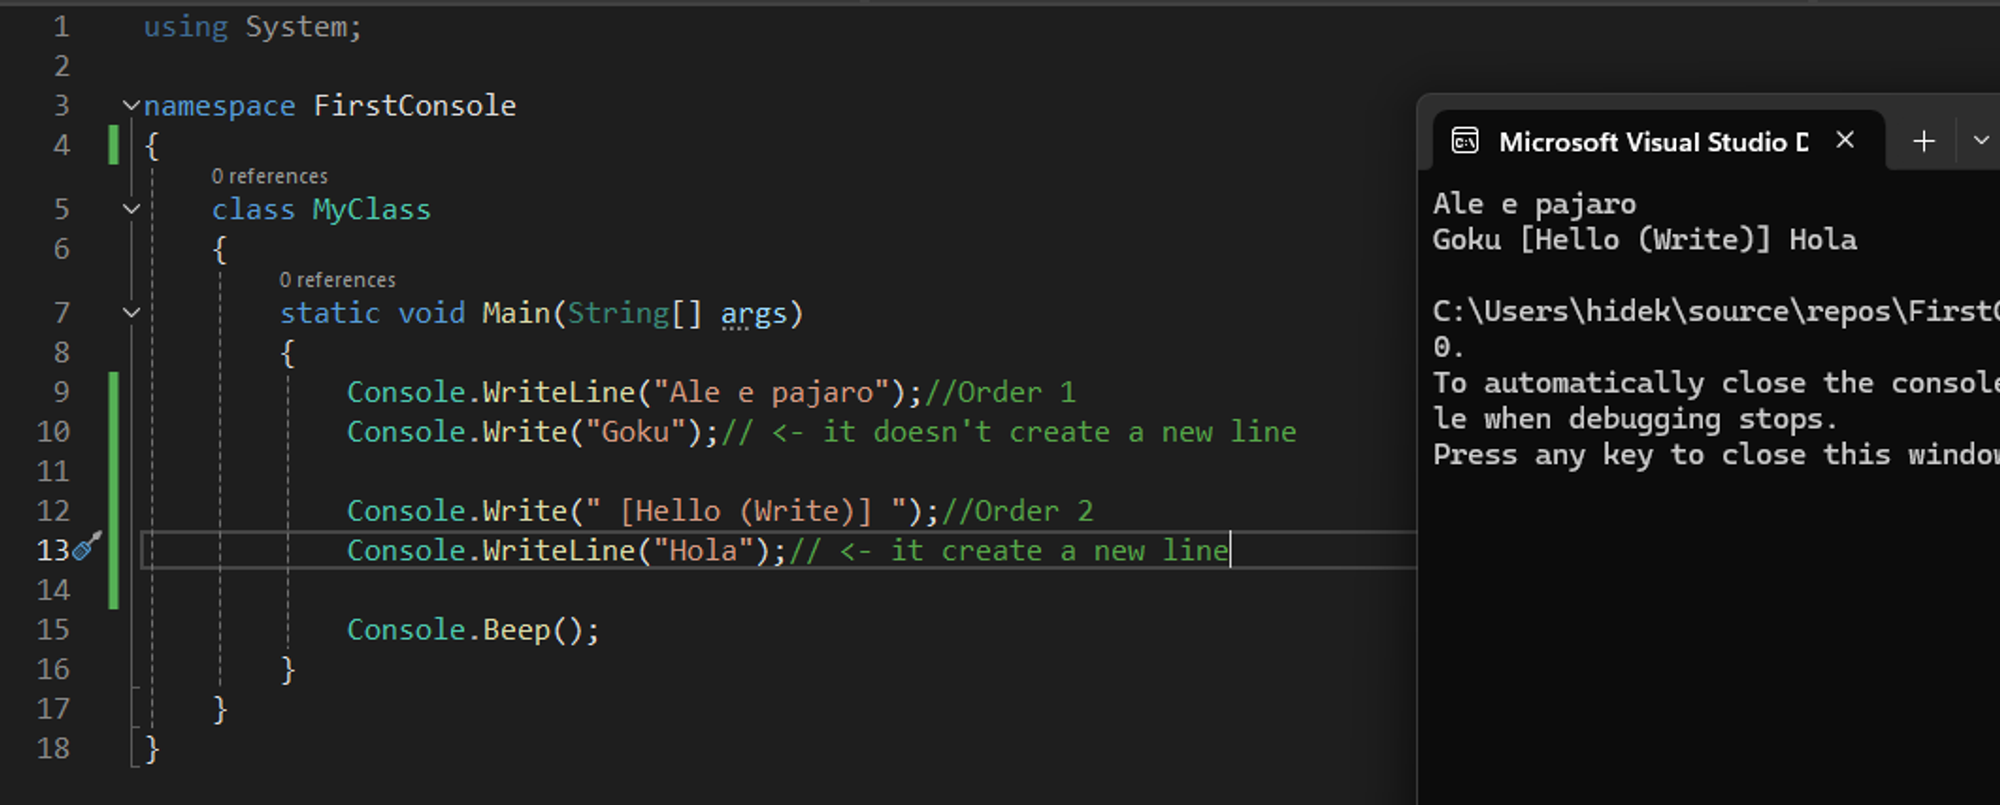 1 using System;
2
3 namespace FirstConsole
4 {
0 references
5 class MyClass
6 {
0 references
7 static void Main(String[] args)
8 {
9 Console.WriteLine("Ale e pajaro");//Order 1
10 Console.Write("Goku");// <- it doesn't create a new line
11
12 Console.Write(" [Hello (Write)] ");//Order 2
13 Console.WriteLine("Hola");// <- it create a new line
14
15 Console.Beep();
16 }
17 }
18 }
Microsoft Visual Studio D
Ale e pajaro
Goku [Hello (Write)] Hola
C:\Users\hidek\source\repos\FirstC
0.
To automatically close the console
le when debugging stops.
Press any key to close this window